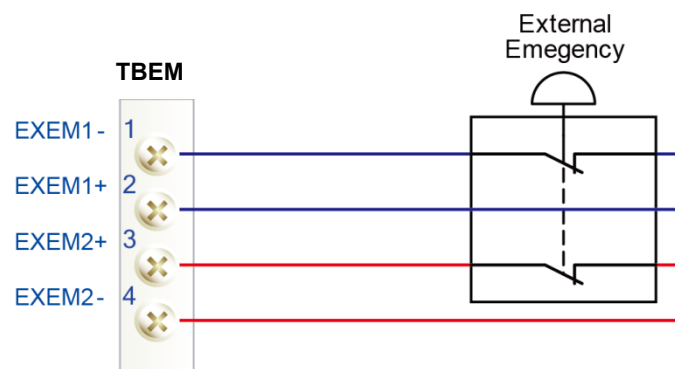 External
Emegency
TBEM
EXEM1- 1
EXEM1+ 2
EXEM2+ 3
EXEM2- 4